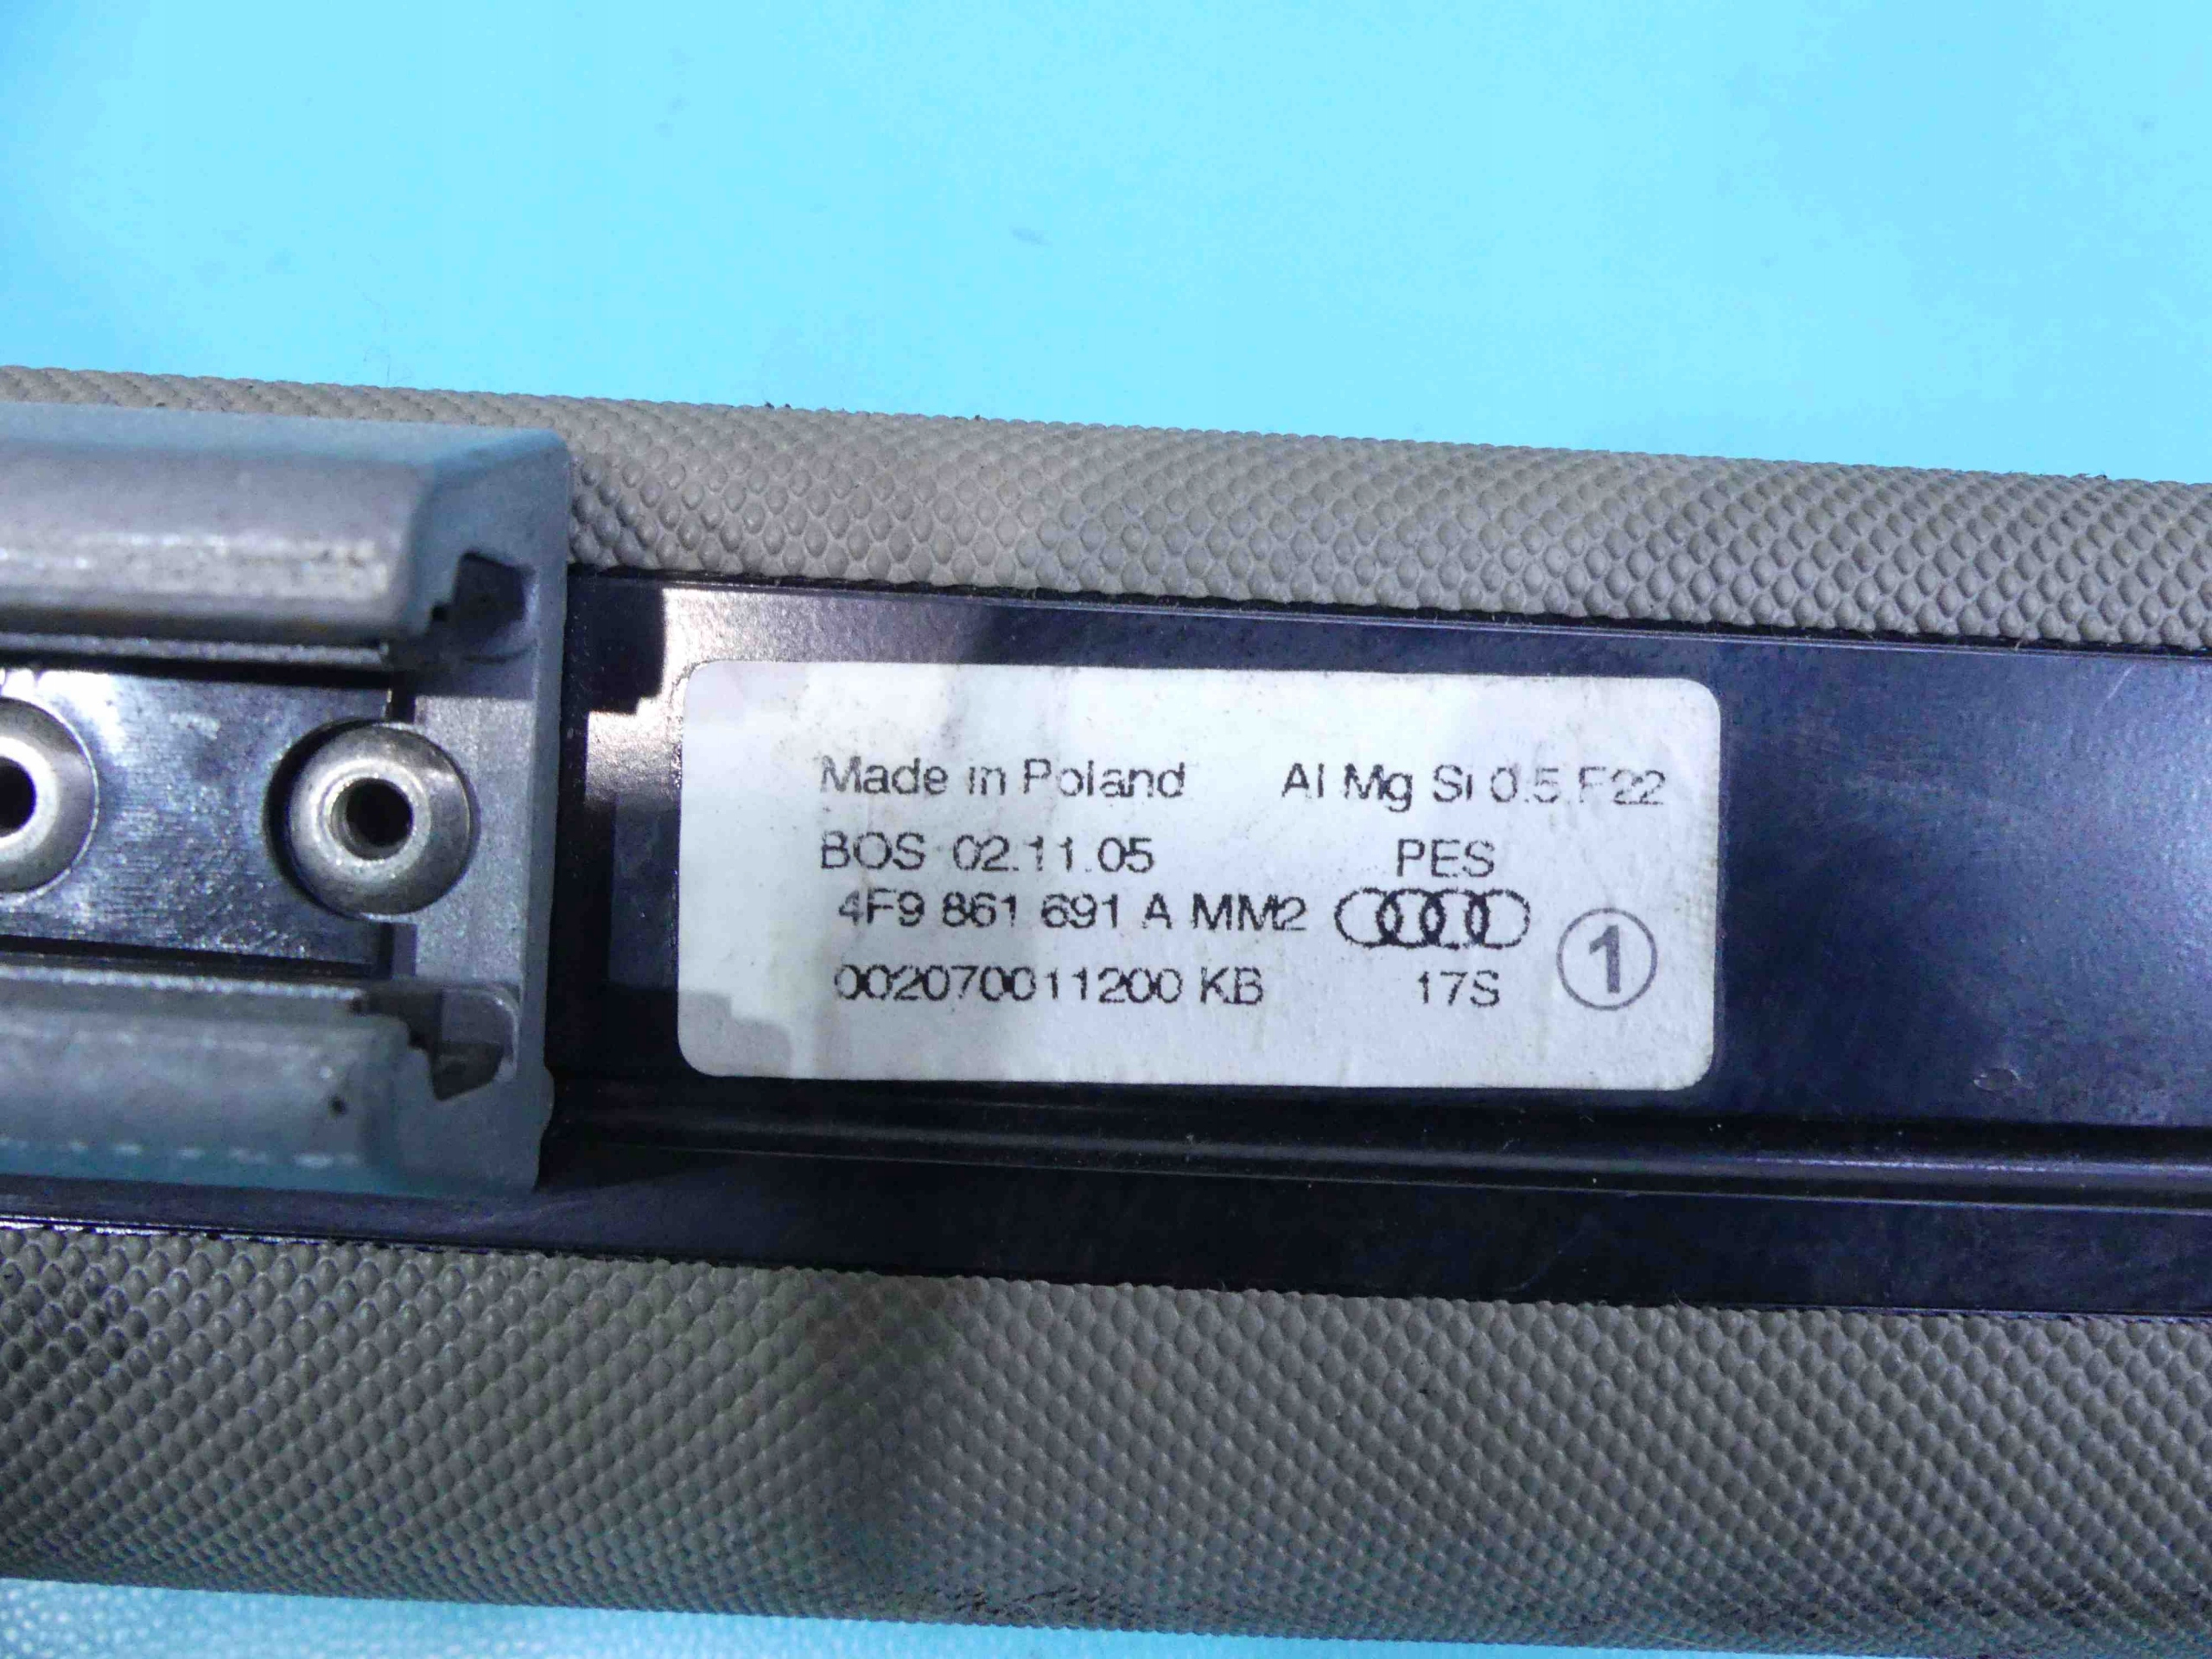 Made in Poland Al Mg Si 0.5 F22
BOS 02.11.05 PES
4F9 861 691 A MM2
002070011200 KB 17S 1